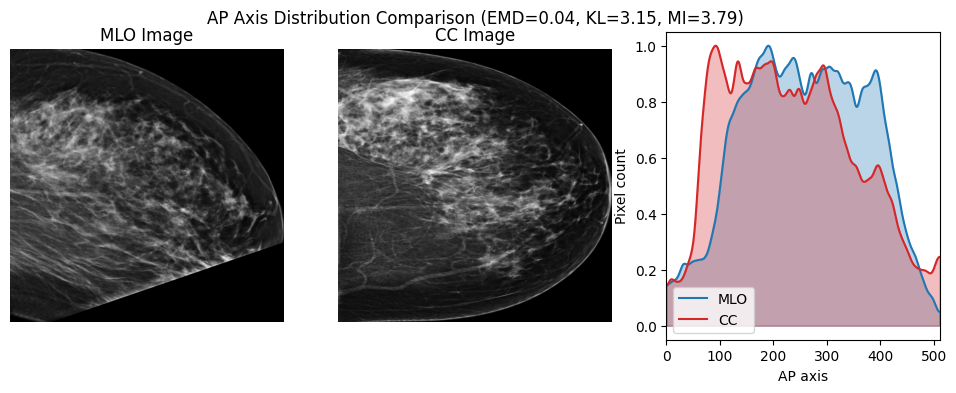 AP Axis Distribution Comparison (EMD=0.04, KL=3.15, MI=3.79)
MLO Image
CC Image
Pixel count
1.0
0.8
0.6
0.4
0.2
0.0
MLO
CC
0 100 200 300 400 500
AP axis